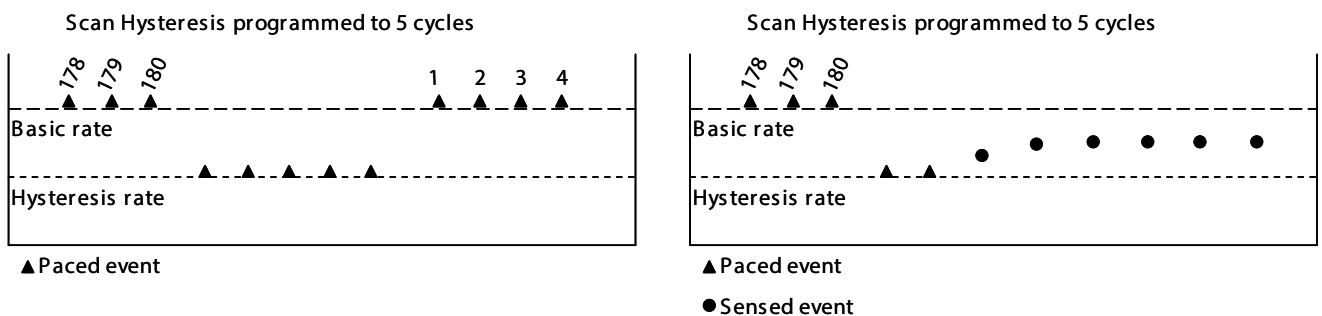 Scan Hysteresis programmed to 5 cycles
178 179 180 1 2 3 4
Basic rate
Hysteresis rate
Paced event
Scan Hysteresis programmed to 5 cycles
178 179 180
Basic rate
Hysteresis rate
Paced event
Sensed event